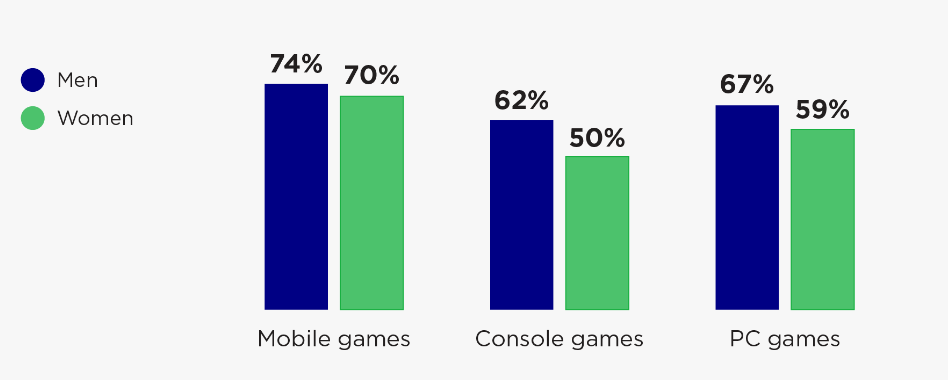 Men
Women
74%
70%
62%
50%
67%
59%
Mobile games
Console games
PC games